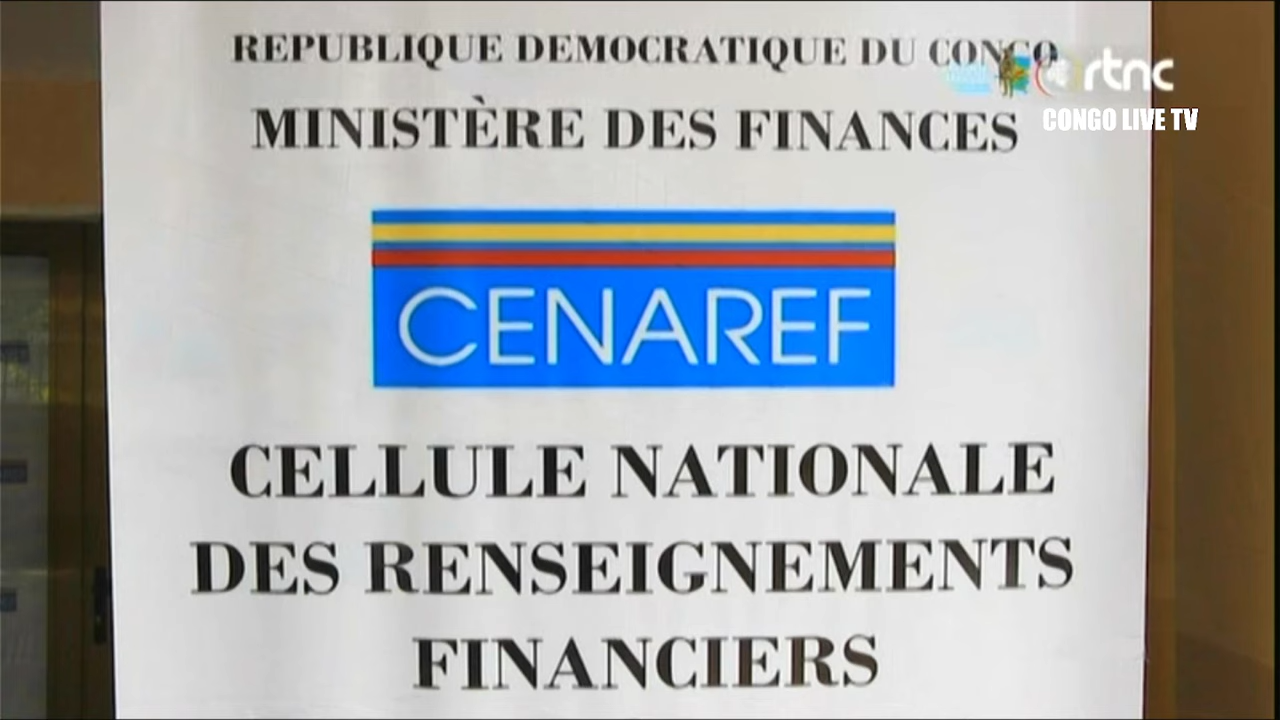 REPUBLIQUE DEMOCRATIQUE DU CONGO
rtnc
CONGO LIVE TV
MINISTÈRE DES FINANCES
CENAREF
CELLULE NATIONALE
DES RENSEIGNEMENTS
FINANCIERS